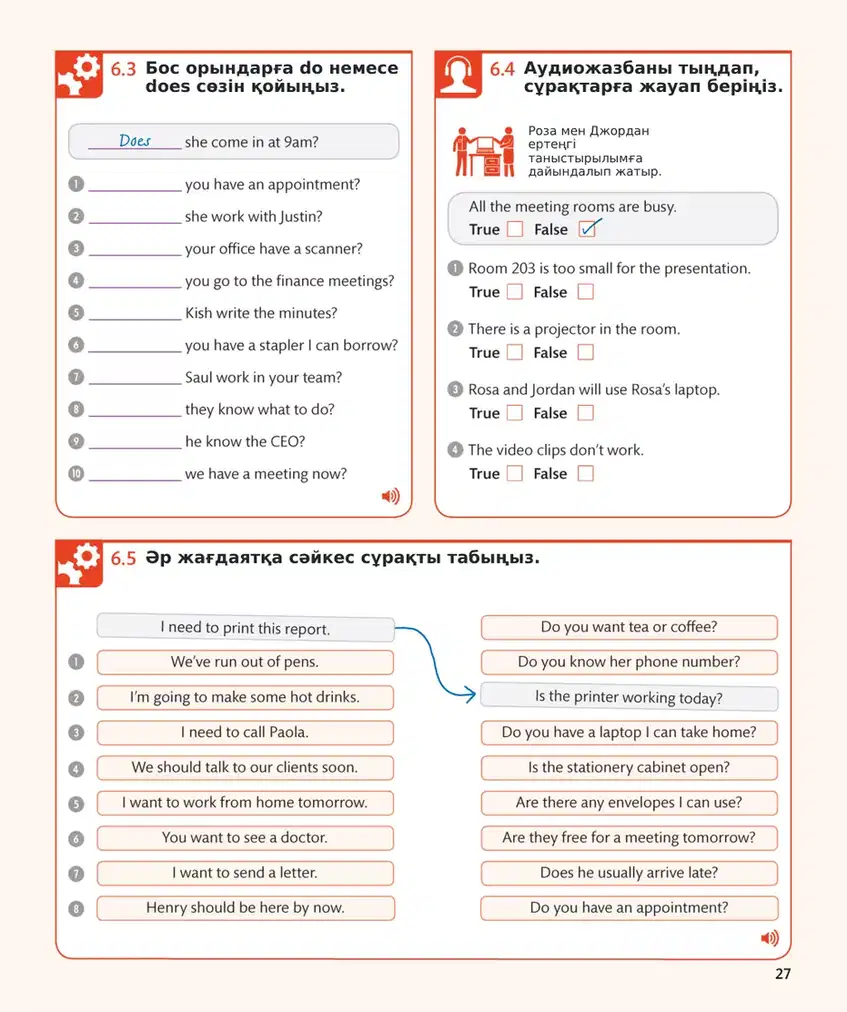 6.3 Бос орындарға do немесе
does сөзін қойыңыз.
Does she come in at 9am?
1 ____________ you have an appointment?
2 ____________ she work with Justin?
3 ____________ your office have a scanner?
4 ____________ you go to the finance meetings?
5 ____________ Kish write the minutes?
6 ____________ you have a stapler I can borrow?
7 ____________ Saul work in your team?
8 ____________ they know what to do?
9 ____________ he know the CEO?
10 ____________ we have a meeting now?
6.4 Аудиожазбаны тыңдап,
сұрақтарға жауап беріңіз.
Роза мен Джордан
ертеңгі
таныстырылымға
дайындалып жатыр.
All the meeting rooms are busy.
True False
1 Room 203 is too small for the presentation.
True False
2 There is a projector in the room.
True False
3 Rosa and Jordan will use Rosa’s laptop.
True False
4 The video clips don’t work.
True False
6.5 Әр жағдаятқа сәйкес сұрақты табыңыз.
I need to print this report.
Do you want tea or coffee?
1 We’ve run out of pens.
Do you know her phone number?
2 I’m going to make some hot drinks.
Is the printer working today?
3 I need to call Paola.
Do you have a laptop I can take home?
4 We should talk to our clients soon.
Is the stationery cabinet open?
5 I want to work from home tomorrow.
Are there any envelopes I can use?
6 You want to see a doctor.
Are they free for a meeting tomorrow?
7 I want to send a letter.
Does he usually arrive late?
8 Henry should be here by now.
Do you have an appointment?
27